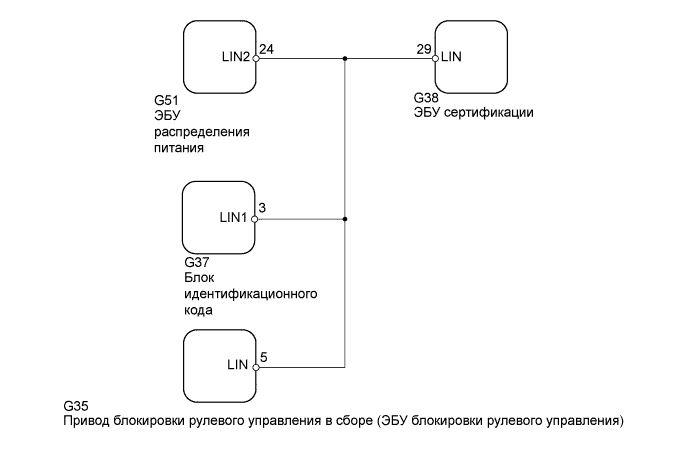 LIN2 24
29 LIN
G51
ЭБУ
распределения
питания
G38
ЭБУ сертификации
LIN1 3
G37
Блок
идентификационного
кода
LIN 5
G35
Привод блокировки рулевого управления в сборе (ЭБУ блокировки рулевого управления)